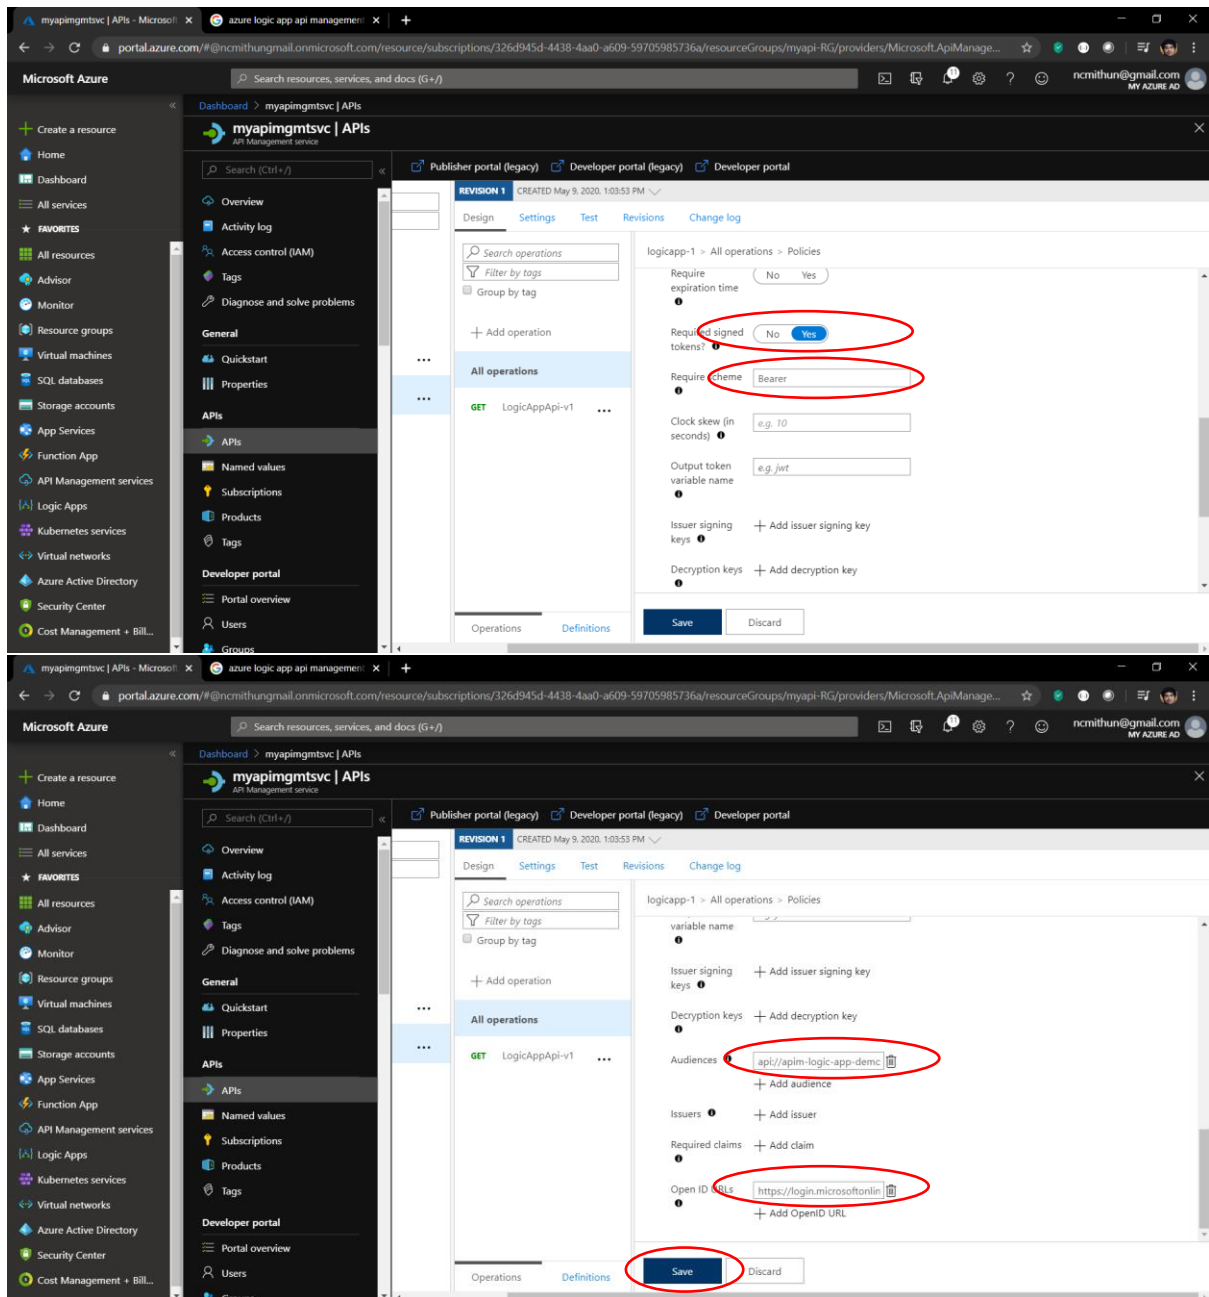 myapimgmtsvc | APIs - Microsoft
azure logic app api management
portal.azure.com/#@ncmithungmail.onmicrosoft.com/resource/subscriptions/326d945d-4438-4aa0-a609-59705985736a/resourceGroups/myapi-RG/providers/Microsoft.ApiManage...
Microsoft Azure
Search resources, services, and docs (G+/)
11
ncmithun@gmail.com
MY AZURE AD
Dashboard > myapimgmtsvc | APIs
Create a resource
Home
Dashboard
All services
FAVORITES
All resources
Advisor
Monitor
Resource groups
Virtual machines
SQL databases
Storage accounts
App Services
Function App
API Management services
Logic Apps
Kubernetes services
Virtual networks
Azure Active Directory
Security Center
Cost Management + Bill...
myapimgmtsvc | APIs
API Management service
Search (Ctrl+/)
Overview
Activity log
Access control (IAM)
Tags
Diagnose and solve problems
General
Quickstart
Properties
APIs
APIs
Named values
Subscriptions
Products
Tags
Developer portal
Portal overview
Users
Groups
Publisher portal (legacy)
Developer portal (legacy)
Developer portal
REVISION 1
CREATED May 9, 2020, 1:03:53 PM
Design
Settings
Test
Revisions
Change log
Search operations
Filter by tags
Group by tag
+ Add operation
All operations
GET LogicAppApi-v1
Operations
Definitions
logicapp-1 > All operations > Policies
Require
expiration time
No Yes
Required signed
tokens?
No Yes
Require scheme
Bearer
Clock skew (in
seconds)
e.g. 10
Output token
variable name
e.g. jwt
Issuer signing
keys
+ Add issuer signing key
Decryption keys
+ Add decryption key
Save
Discard
myapimgmtsvc | APIs - Microsoft
azure logic app api management
portal.azure.com/#@ncmithungmail.onmicrosoft.com/resource/subscriptions/326d945d-4438-4aa0-a609-59705985736a/resourceGroups/myapi-RG/providers/Microsoft.ApiManage...
Microsoft Azure
Search resources, services, and docs (G+/)
11
ncmithun@gmail.com
MY AZURE AD
Dashboard > myapimgmtsvc | APIs
Create a resource
Home
Dashboard
All services
FAVORITES
All resources
Advisor
Monitor
Resource groups
Virtual machines
SQL databases
Storage accounts
App Services
Function App
API Management services
Logic Apps
Kubernetes services
Virtual networks
Azure Active Directory
Security Center
Cost Management + Bill...
myapimgmtsvc | APIs
API Management service
Search (Ctrl+/)
Overview
Activity log
Access control (IAM)
Tags
Diagnose and solve problems
General
Quickstart
Properties
APIs
APIs
Named values
Subscriptions
Products
Tags
Developer portal
Portal overview
Users
Publisher portal (legacy)
Developer portal (legacy)
Developer portal
REVISION 1
CREATED May 9, 2020, 1:03:53 PM
Design
Settings
Test
Revisions
Change log
Search operations
Filter by tags
Group by tag
+ Add operation
All operations
GET LogicAppApi-v1
Operations
Definitions
logicapp-1 > All operations > Policies
variable name
Issuer signing
keys
+ Add issuer signing key
Decryption keys
+ Add decryption key
Audiences
api://apim-logic-app-demo
+ Add audience
Issuers
+ Add issuer
Required claims
+ Add claim
Open ID URLs
https://login.microsoftonlin
+ Add OpenID URL
Save
Discard